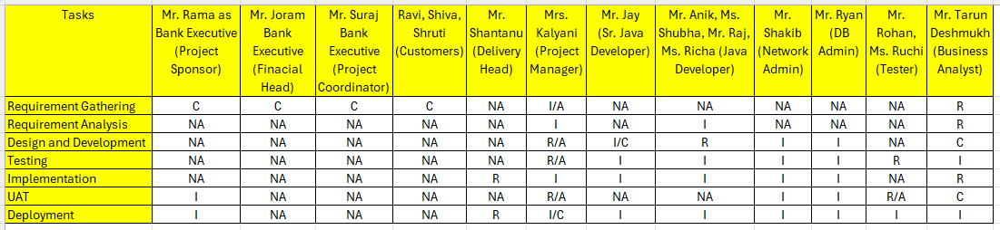 Tasks
Mr. Rama as
Bank Executive
(Project
Sponsor)
Mr. Joram
Bank
Executive
(Finacial
Head)
Mr. Suraj
Bank
Executive
(Project
Coordinator)
Ravi, Shiva,
Shruti
(Customers)
Mr.
Shantanu
(Delivery
Head)
Mrs.
Kalyani
(Project
Manager)
Mr. Jay
(Sr. Java
Developer)
Mr. Anik, Ms.
Shubha, Mr. Raj,
Ms. Richa (Java
Developer)
Mr.
Shakib
(Network
Admin)
Mr. Ryan
(DB
Admin)
Mr.
Rohan,
Ms. Ruchi
(Tester)
Mr. Tarun
Deshmukh
(Business
Analyst)
Requirement Gathering C C C C NA I/A NA NA NA NA NA R
Requirement Analysis NA NA NA NA NA I NA I NA NA NA R
Design and Development NA NA NA NA NA R/A I/C R I I NA C
Testing NA NA NA NA NA R/A I I I I R I
Implementation NA NA NA NA R I I I I I NA R
UAT I NA NA NA NA R/A NA NA I I R/A C
Deployment I NA NA NA R I/C I I I I I I